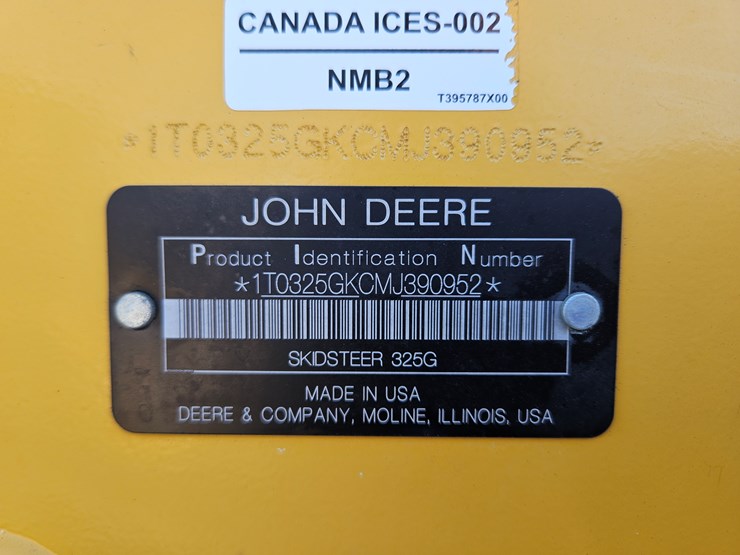 CANADA ICES-002
NMB2
T395787X00
*1T0325GKCMJ390952*
JOHN DEERE
Product Identification Number
*1T0325GKCMJ390952*
SKIDSTEER 325G
MADE IN USA
DEERE & COMPANY, MOLINE, ILLINOIS, USA